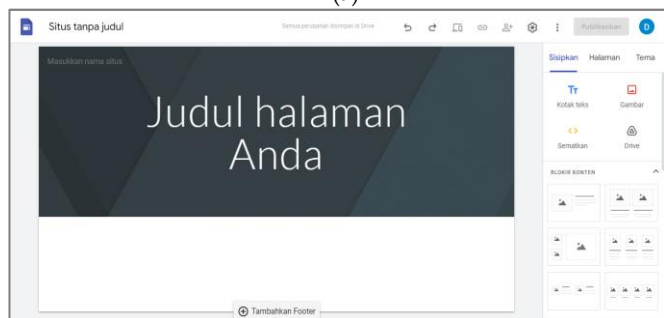 Situs tanpa judul
Semua perubahan disimpan di Drive
Publikasikan
D
Masukkan nama situs
Judul halaman
Anda
Tambahkan Footer
Sisipkan Halaman Tema
Tт
Kotak teks Gambar
Sematkan Drive
BLOKIR KONTEN